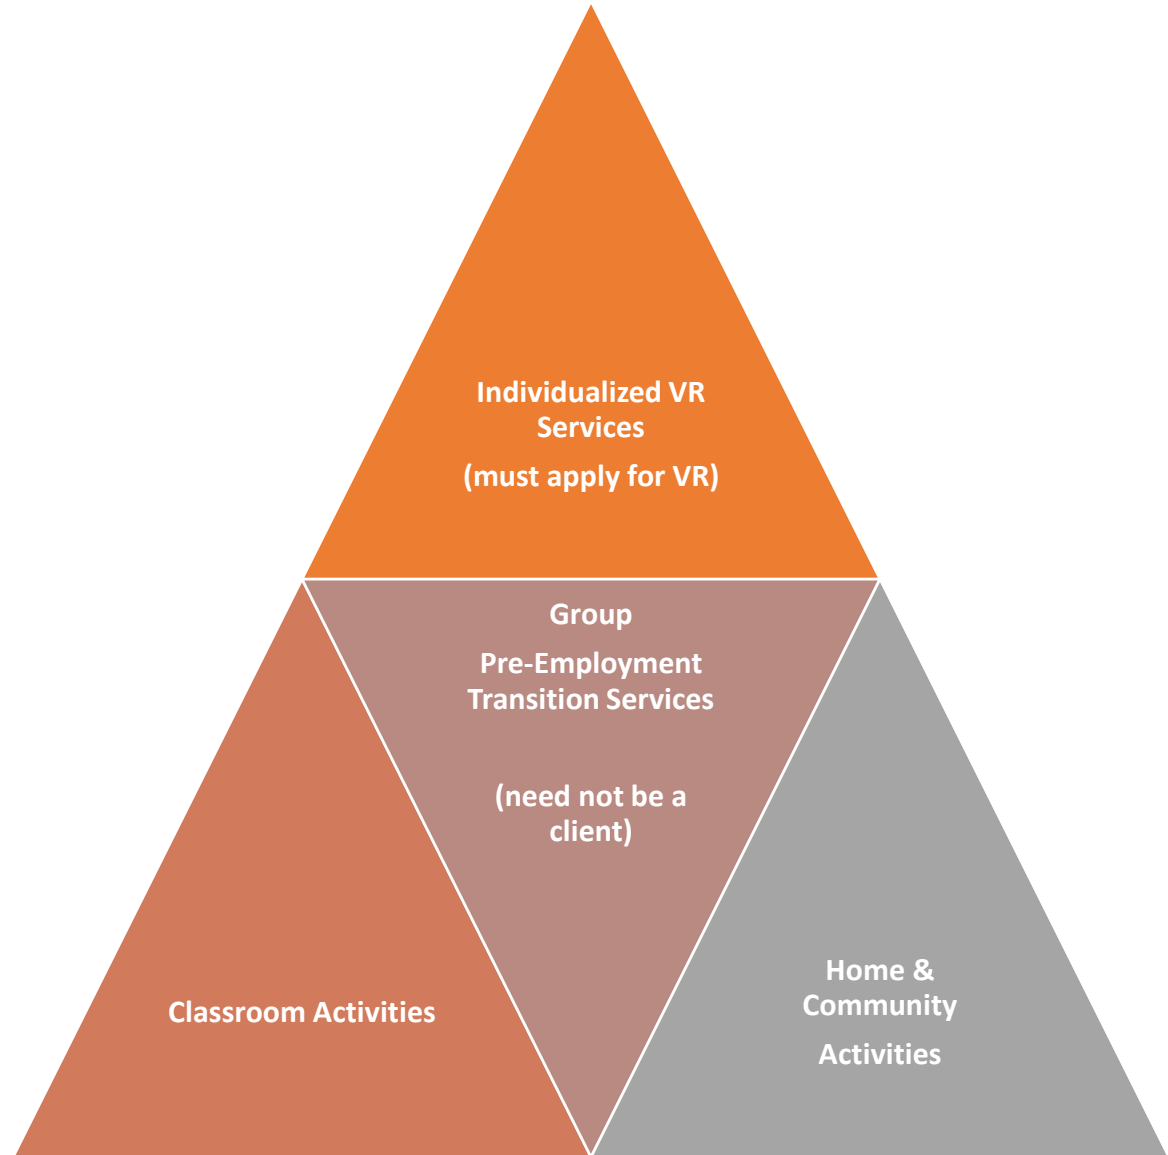 Individualized VR
Services
(must apply for VR)
Group
Pre-Employment
Transition Services
(need not be a
client)
Classroom Activities
Home &
Community
Activities